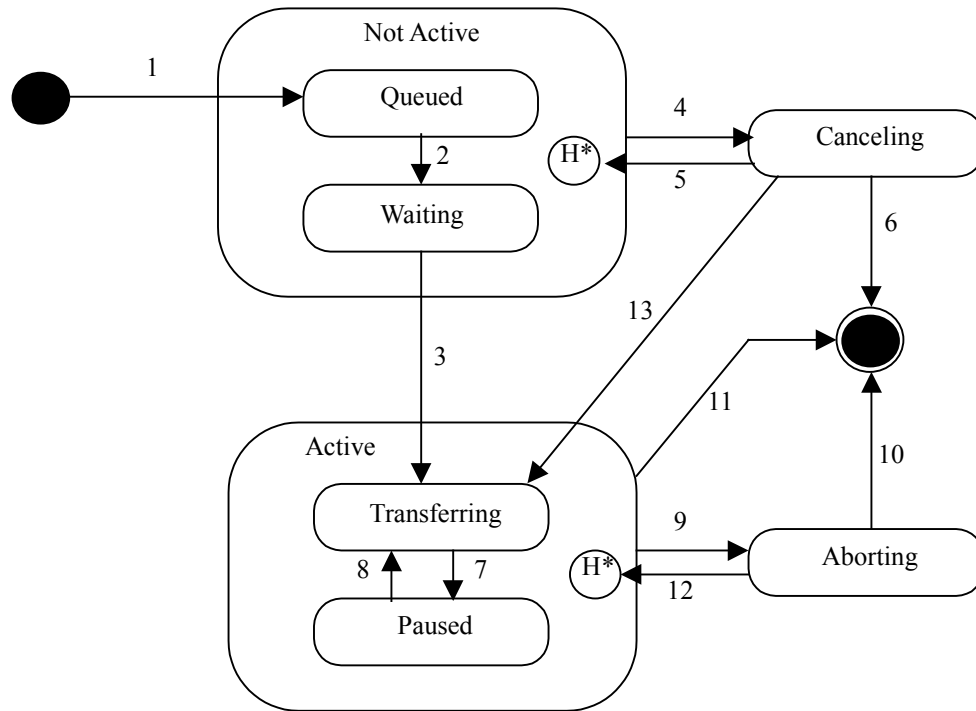 Not Active
1
Queued
2
H*
4
Canceling
5
Waiting
6
3
13
11
Active
10
Transferring
9
8
7
H*
12
Aborting
Paused